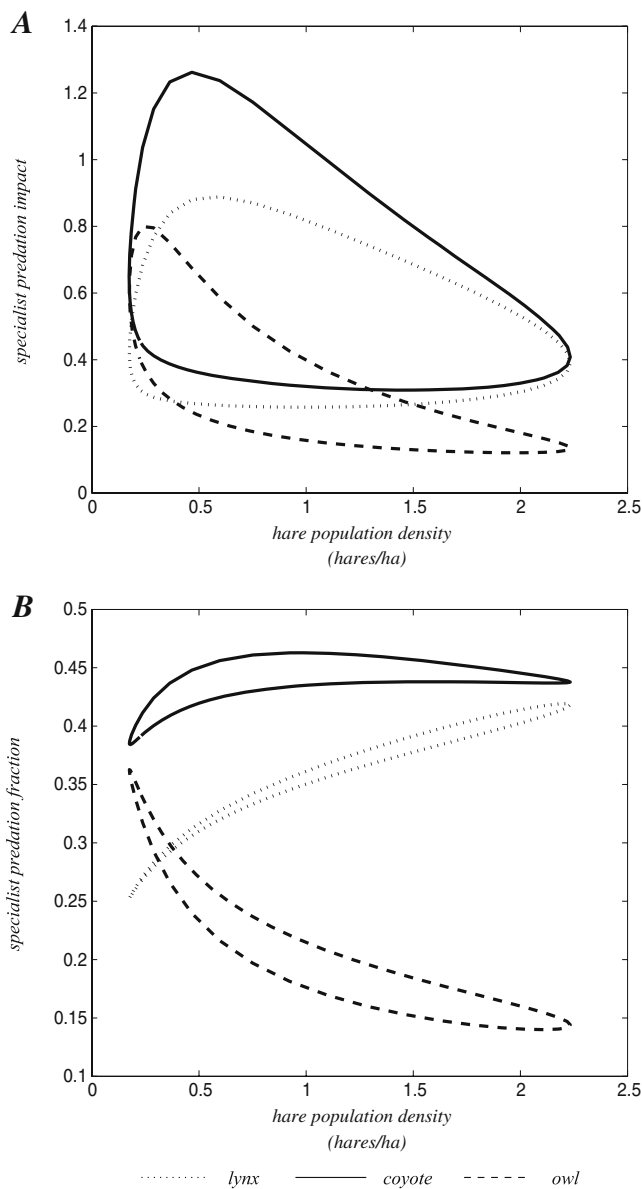 A
1.4
1.2
1
0.8
0.6
0.4
0.2
0
specialist predation impact
0 0.5 1 1.5 2 2.5
hare population density
(hares/ha)
B
0.5
0.45
0.4
0.35
0.3
0.25
0.2
0.15
0.1
specialist predation fraction
0 0.5 1 1.5 2 2.5
hare population density
(hares/ha)
lynx coyote owl